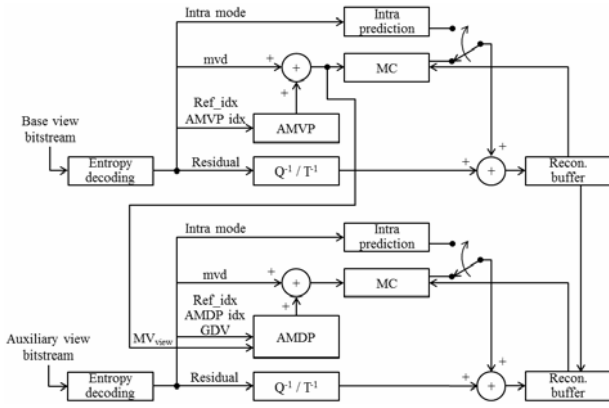 Intra mode
Intra
prediction
mvd
+
+
+
MC
Ref_idx
AMVP idx
AMVP
Base view
bitstream
Entropy
decoding
Residual
Q⁻¹ / T⁻¹
+
+
+
Recon.
buffer
Intra mode
Intra
prediction
mvd
+
+
+
MC
Ref_idx
AMDP idx
GDV
AMDP
MVview
Auxiliary view
bitstream
Entropy
decoding
Residual
Q⁻¹ / T⁻¹
+
+
+
Recon.
buffer